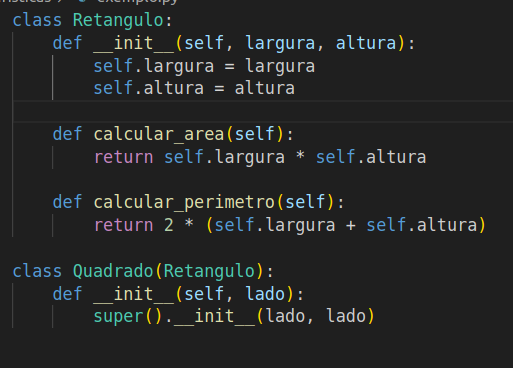 exemplo.py
class Retangulo:
    def __init__(self, largura, altura):
        self.largura = largura
        self.altura = altura

    def calcular_area(self):
        return self.largura * self.altura

    def calcular_perimetro(self):
        return 2 * (self.largura + self.altura)

class Quadrado(Retangulo):
    def __init__(self, lado):
        super().__init__(lado, lado)